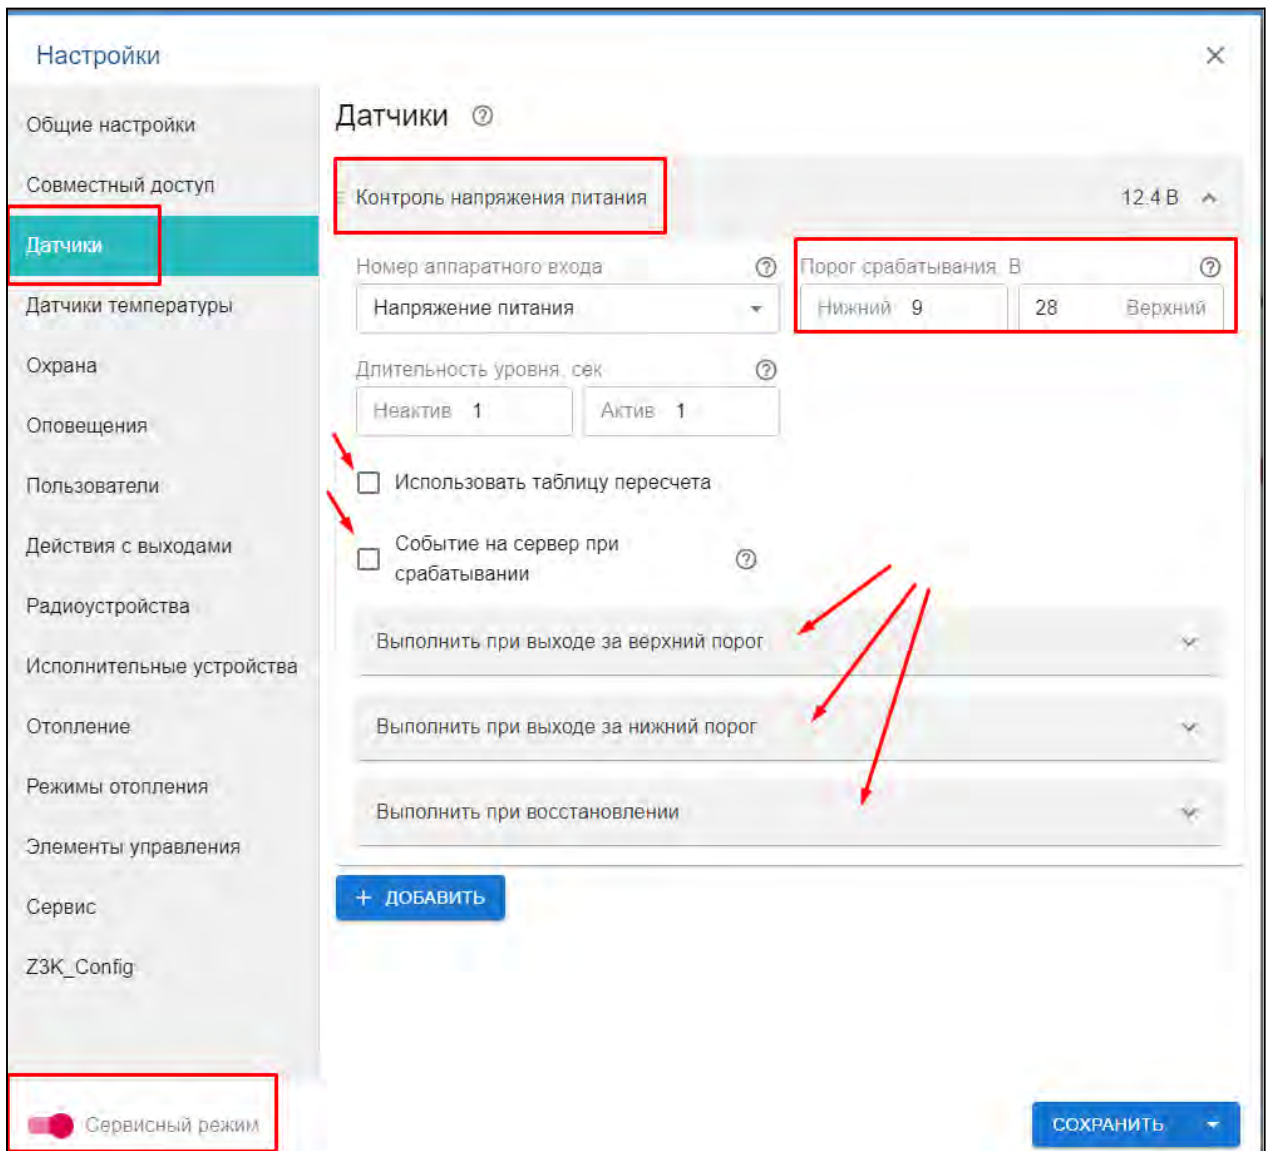 Настройки
Общие настройки
Совместный доступ
Датчики
Датчики температуры
Охрана
Оповещения
Пользователи
Действия с выходами
Радиоустройства
Исполнительные устройства
Отопление
Режимы отопления
Элементы управления
Сервис
Z3K_Config
Сервисный режим
Датчики
Контроль напряжения питания 12.4 В
Номер аппаратного входа
Напряжение питания
Порог срабатывания, В
Нижний 9 28 Верхний
Длительность уровня, сек
Неактив 1 Актив 1
Использовать таблицу пересчета
Событие на сервер при
срабатывании
Выполнить при выходе за верхний порог
Выполнить при выходе за нижний порог
Выполнить при восстановлении
+ ДОБАВИТЬ
СОХРАНИТЬ